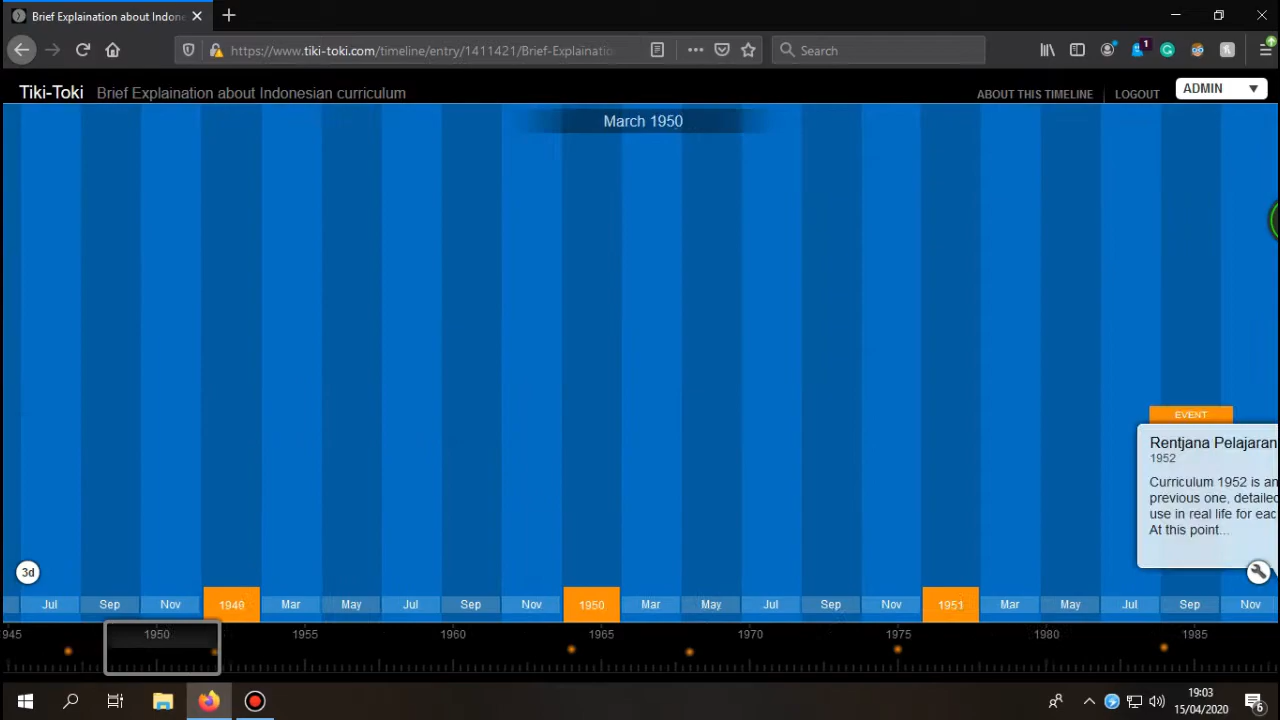 Brief Explaination about Indone
https://www.tiki-toki.com/timeline/entry/1411421/Brief-Explainatio
Search
1
Tiki-Toki Brief Explaination about Indonesian curriculum
ABOUT THIS TIMELINE
LOGOUT
ADMIN
March 1950
EVENT
Rentjana Pelajaran
1952
Curriculum 1952 is an
previous one, detailed
use in real life for eac
At this point...
3d
Jul Sep Nov 1949 Mar May Jul Sep Nov 1950 Mar May Jul Sep Nov 1951 Mar May Jul Sep Nov
945 1950 1955 1960 1965 1970 1975 1980 1985
19:03
15/04/2020
6